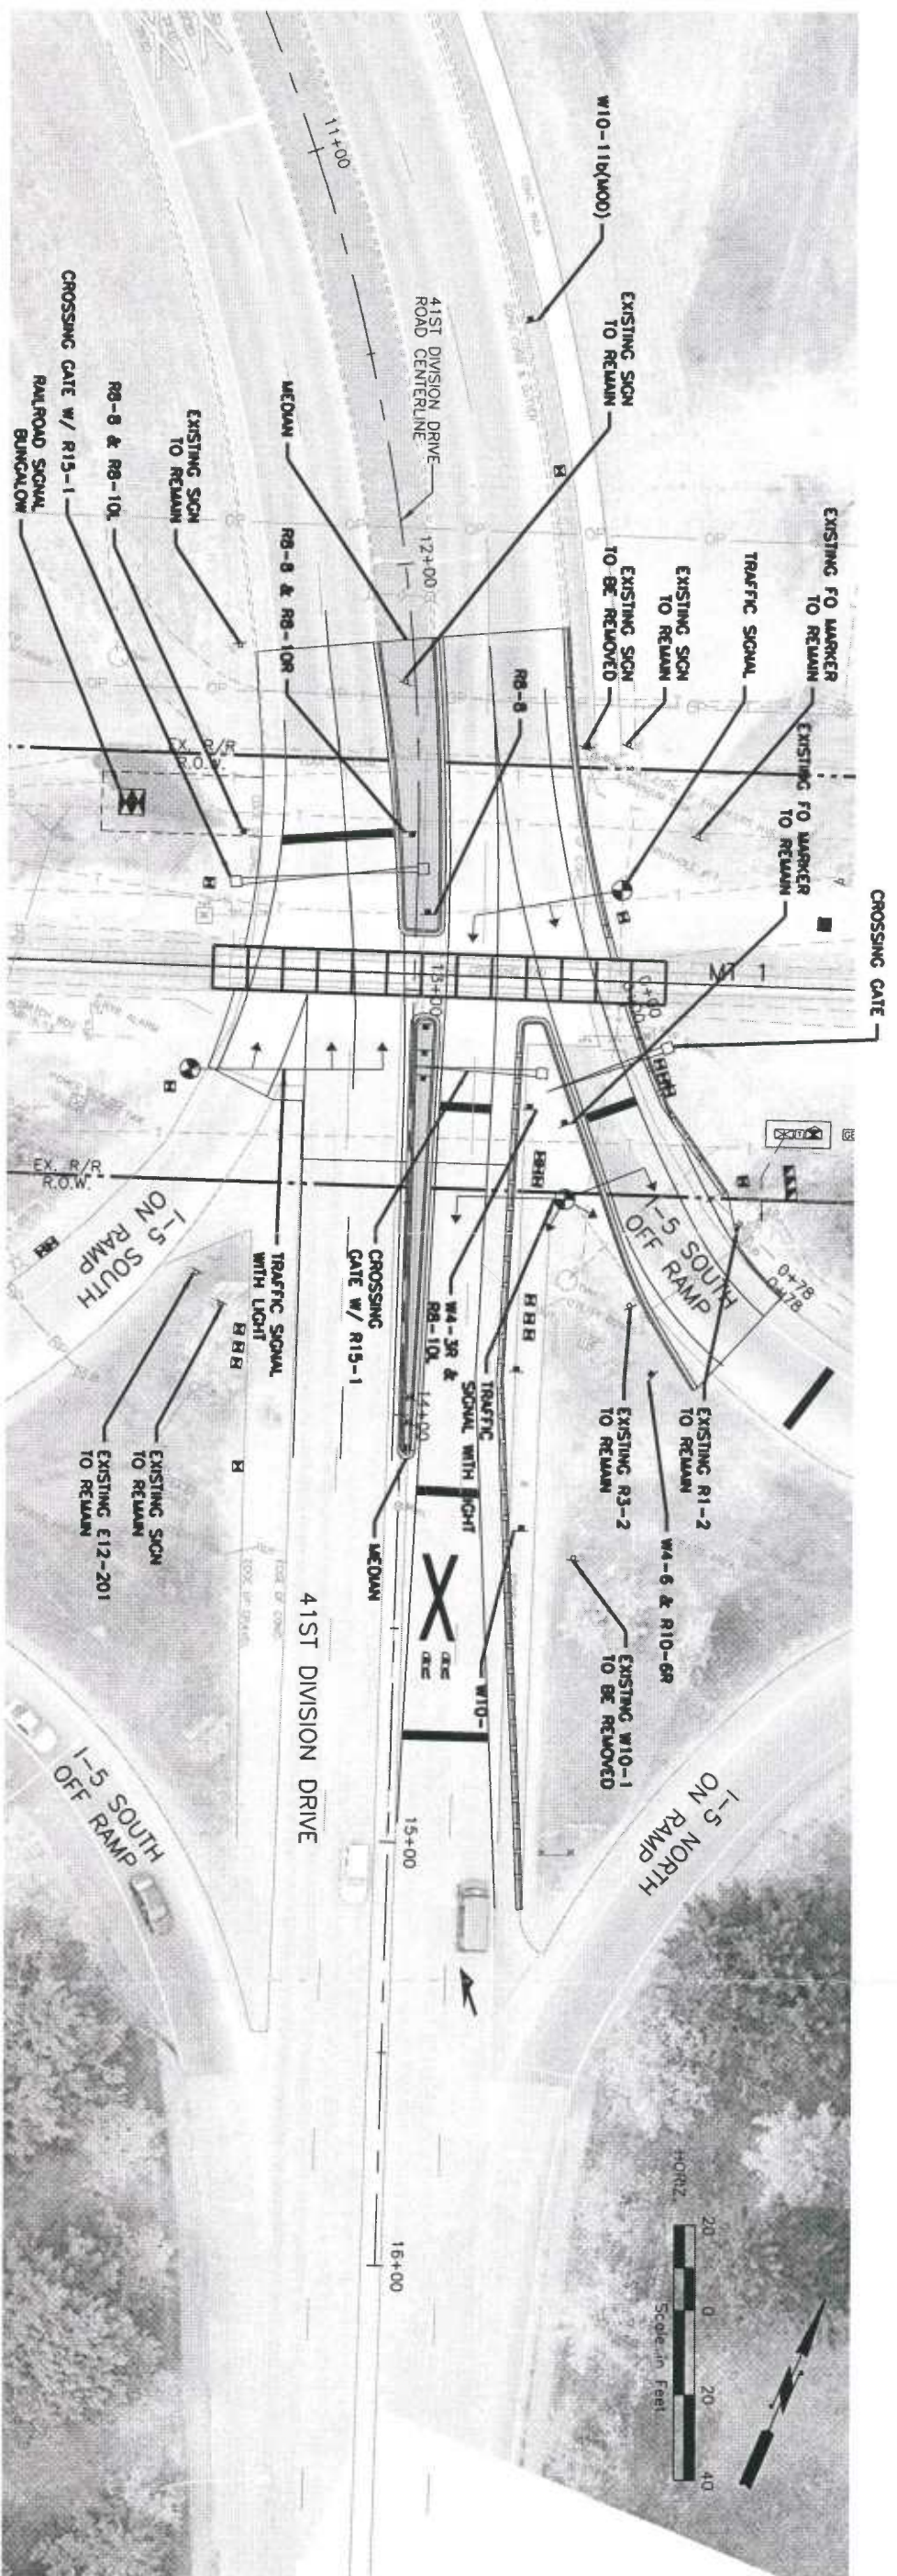 W10-11b(MOD)
EXISTING SIGN
TO REMAIN
EXISTING SIGN
TO BE REMOVED
EXISTING SIGN
TO REMAIN
TRAFFIC SIGNAL
EXISTING FO MARKER
TO REMAIN
EXISTING FO MARKER
TO REMAIN
CROSSING GATE
11+00
41ST DIVISION DRIVE
ROAD CENTERLINE
12+00
MEDIAN
R8-8 & R8-10R
R8-8
EXISTING SIGN
TO REMAIN
R8-8 & R8-10L
CROSSING GATE W/ R15-1
RAILROAD SIGNAL
BUNGALOW
EX. R/R
R.O.W.
MT 1
0+00
EX. R/R
R.O.W.
I-5 SOUTH
ON RAMP
I-5 SOUTH
OFF RAMP
0+78
0+78
TRAFFIC SIGNAL
WITH LIGHT
CROSSING
GATE W/ R15-1
W4-3R &
R8-10L
TRAFFIC
SIGNAL WITH LIGHT
14+00
MEDIAN
W10-
EXISTING R1-2
TO REMAIN
EXISTING R3-2
TO REMAIN
W4-6 & R10-6R
EXISTING W10-1
TO BE REMOVED
EXISTING SIGN
TO REMAIN
EXISTING E12-201
TO REMAIN
41ST DIVISION DRIVE
I-5 SOUTH
OFF RAMP
I-5 NORTH
ON RAMP
15+00
16+00
HORIZ.
20 0 20 40
Scale in Feet